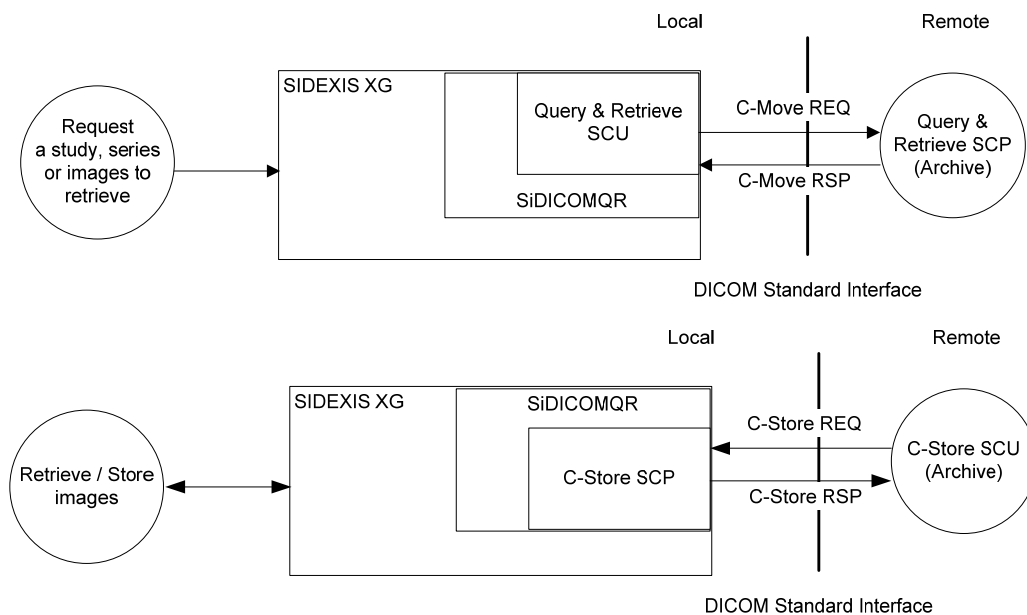 Local
Remote
SIDEXIS XG
Request
a study, series
or images to
retrieve
Query & Retrieve
SCU
SiDICOMQR
C-Move REQ
C-Move RSP
Query &
Retrieve SCP
(Archive)
DICOM Standard Interface
Local
Remote
SIDEXIS XG
SiDICOMQR
Retrieve / Store
images
C-Store SCP
C-Store REQ
C-Store RSP
C-Store SCU
(Archive)
DICOM Standard Interface